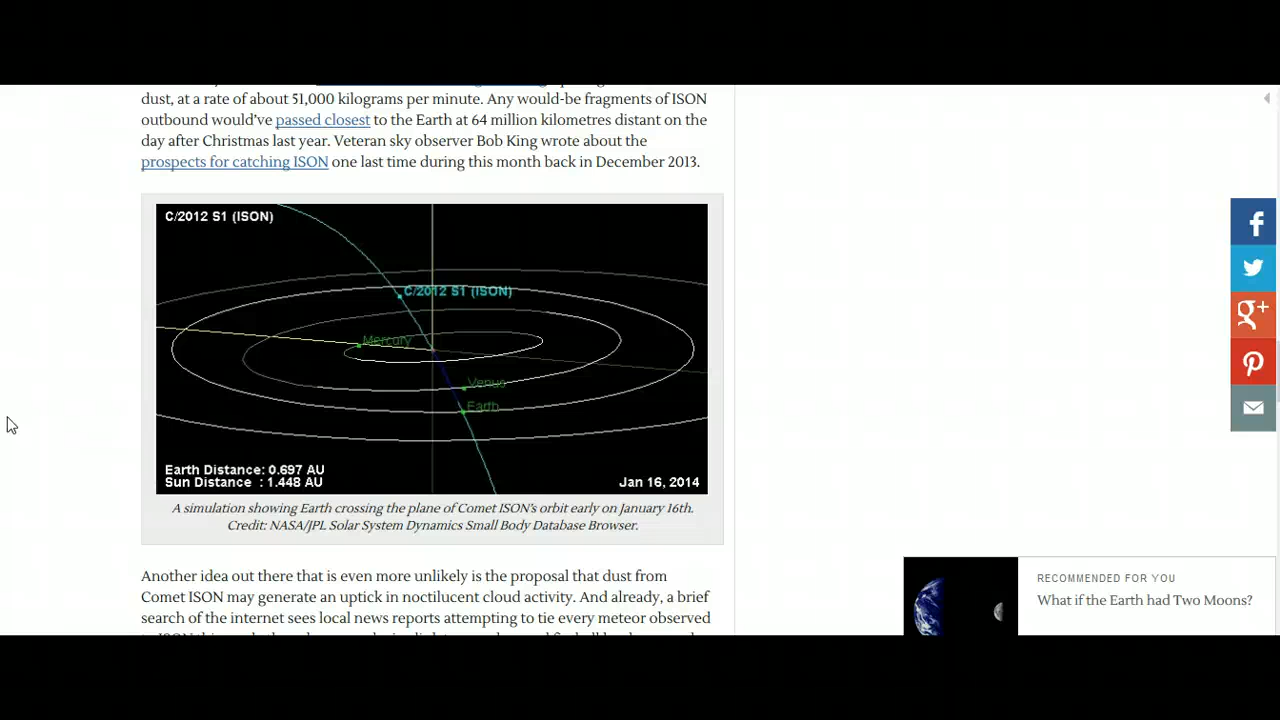 dust, at a rate of about 51,000 kilograms per minute. Any would-be fragments of ISON
outbound would've passed closest to the Earth at 64 million kilometres distant on the
day after Christmas last year. Veteran sky observer Bob King wrote about the
prospects for catching ISON one last time during this month back in December 2013.
C/2012 S1 (ISON)
C/2012 S1 (ISON)
Mercury
Venus
Earth
Earth Distance: 0.697 AU
Sun Distance : 1.448 AU
Jan 16, 2014
A simulation showing Earth crossing the plane of Comet ISON's orbit early on January 16th.
Credit: NASA/JPL Solar System Dynamics Small Body Database Browser.
Another idea out there that is even more unlikely is the proposal that dust from
Comet ISON may generate an uptick in noctilucent cloud activity. And already, a brief
search of the internet sees local news reports attempting to tie every meteor observed
RECOMMENDED FOR YOU
What if the Earth had Two Moons?